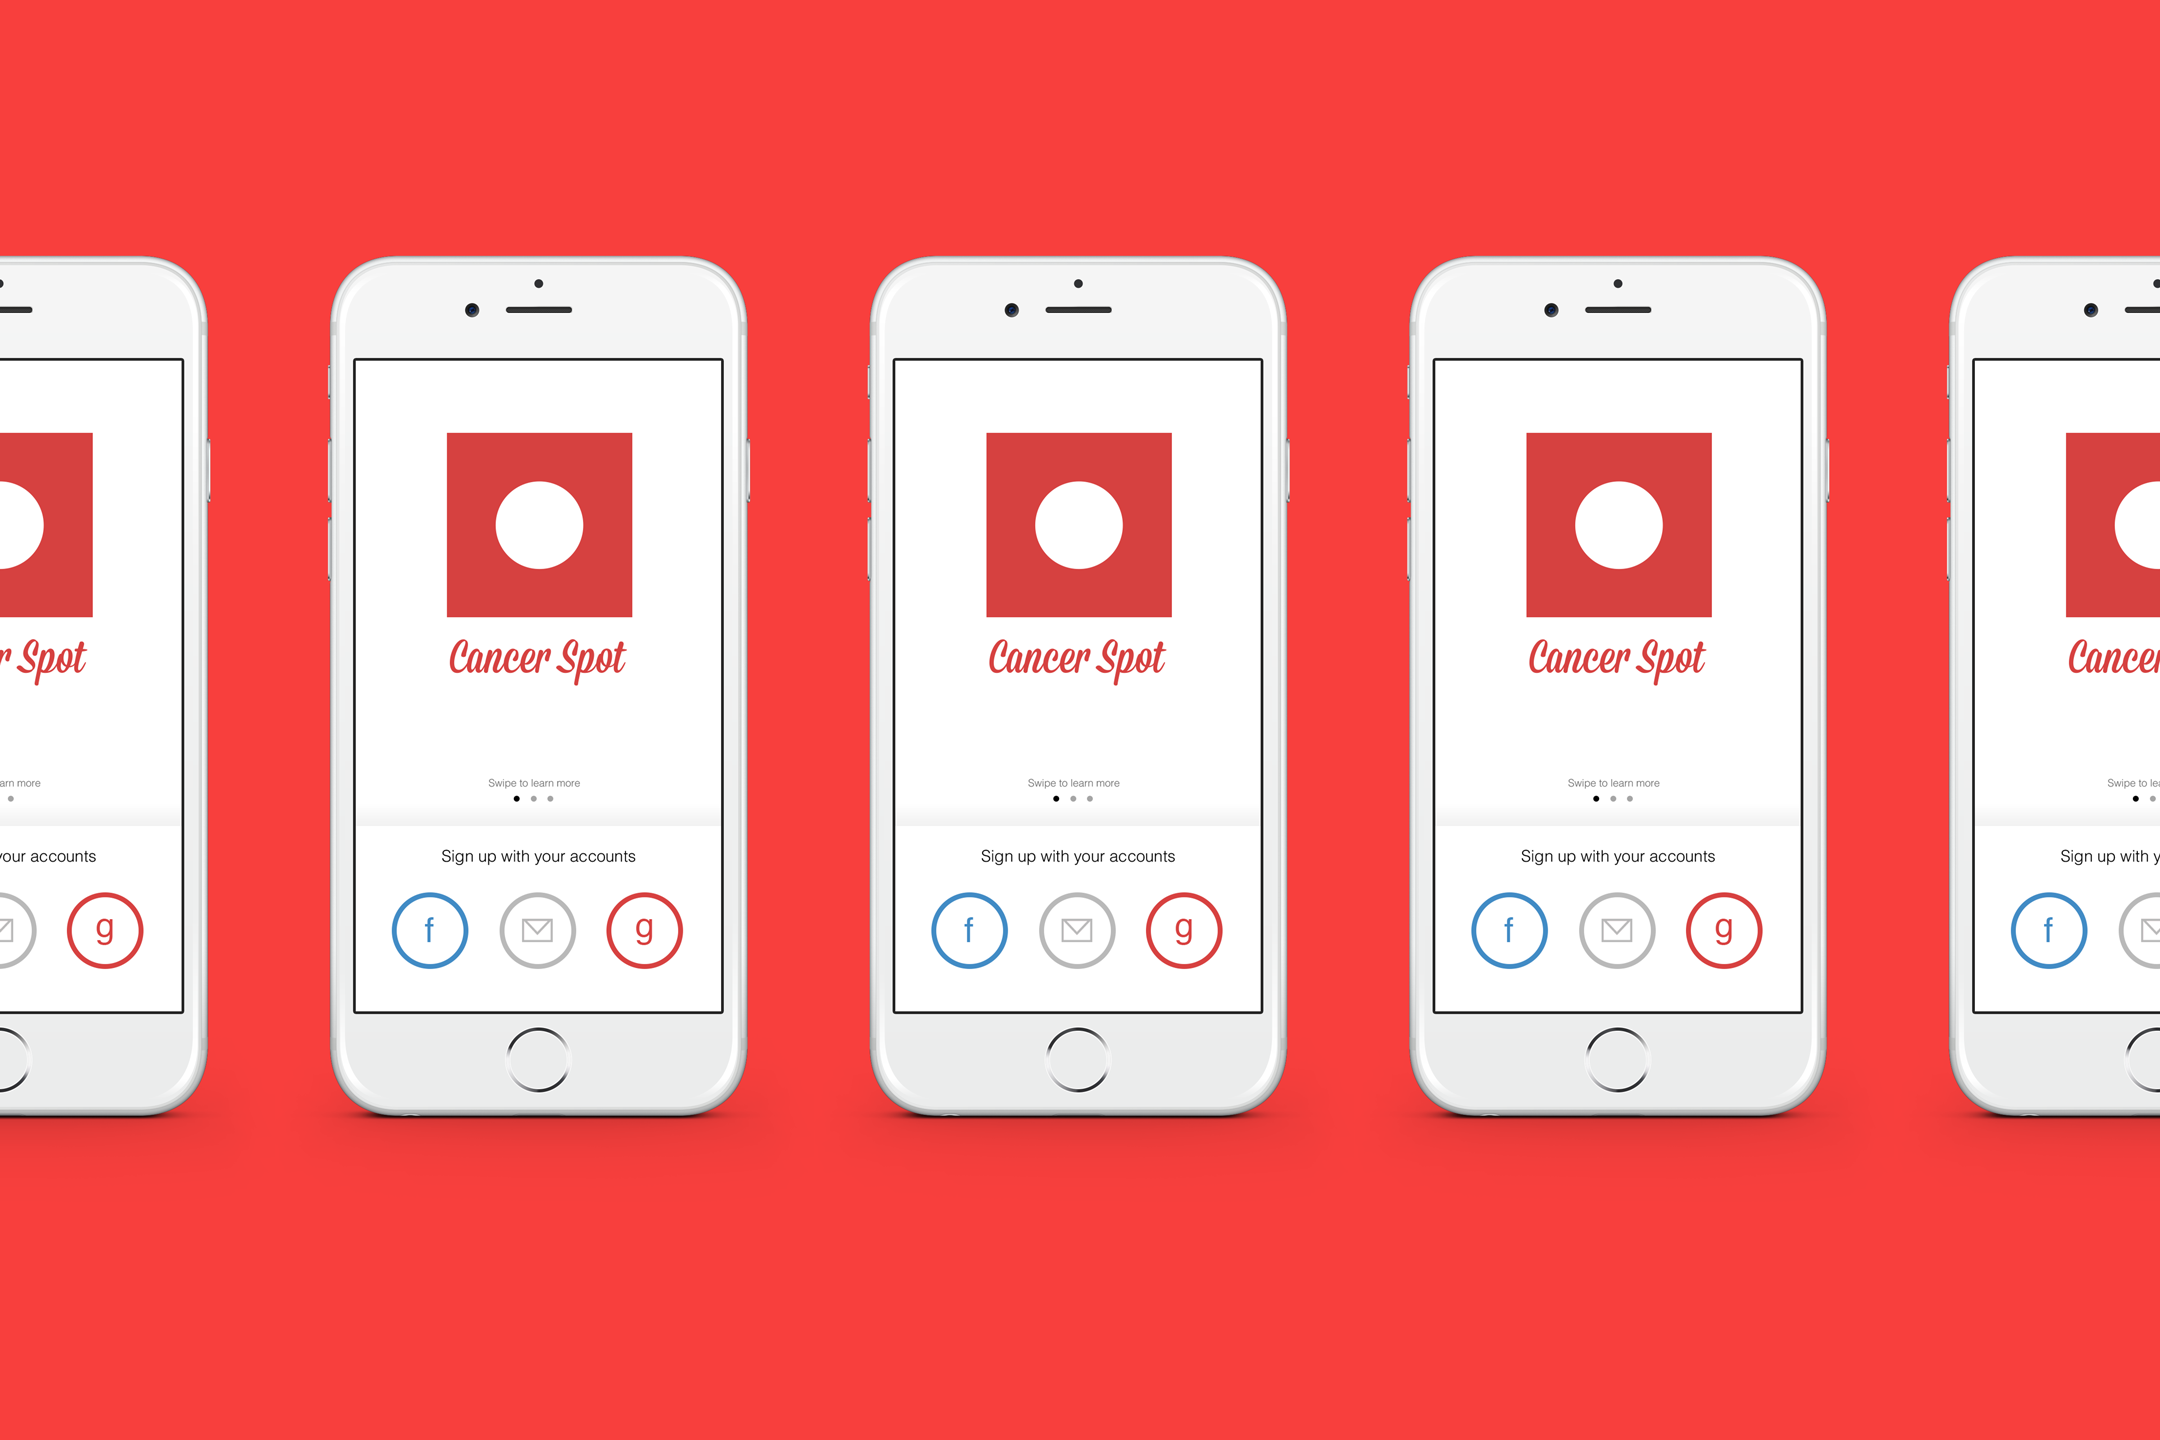 r Spot
arn more
our accounts
g
Cancer Spot
Swipe to learn more
Sign up with your accounts
f
g
Cancer Spot
Swipe to learn more
Sign up with your accounts
f
g
Cancer Spot
Swipe to learn more
Sign up with your accounts
f
g
Cancer
Swipe to lea
Sign up with y
f